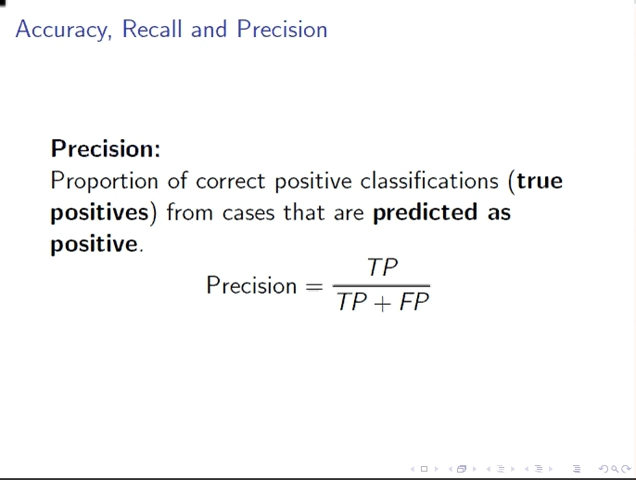 Accuracy, Recall and Precision
Precision:
Proportion of correct positive classifications (true
positives) from cases that are predicted as
positive.
Precision = TP / TP + FP